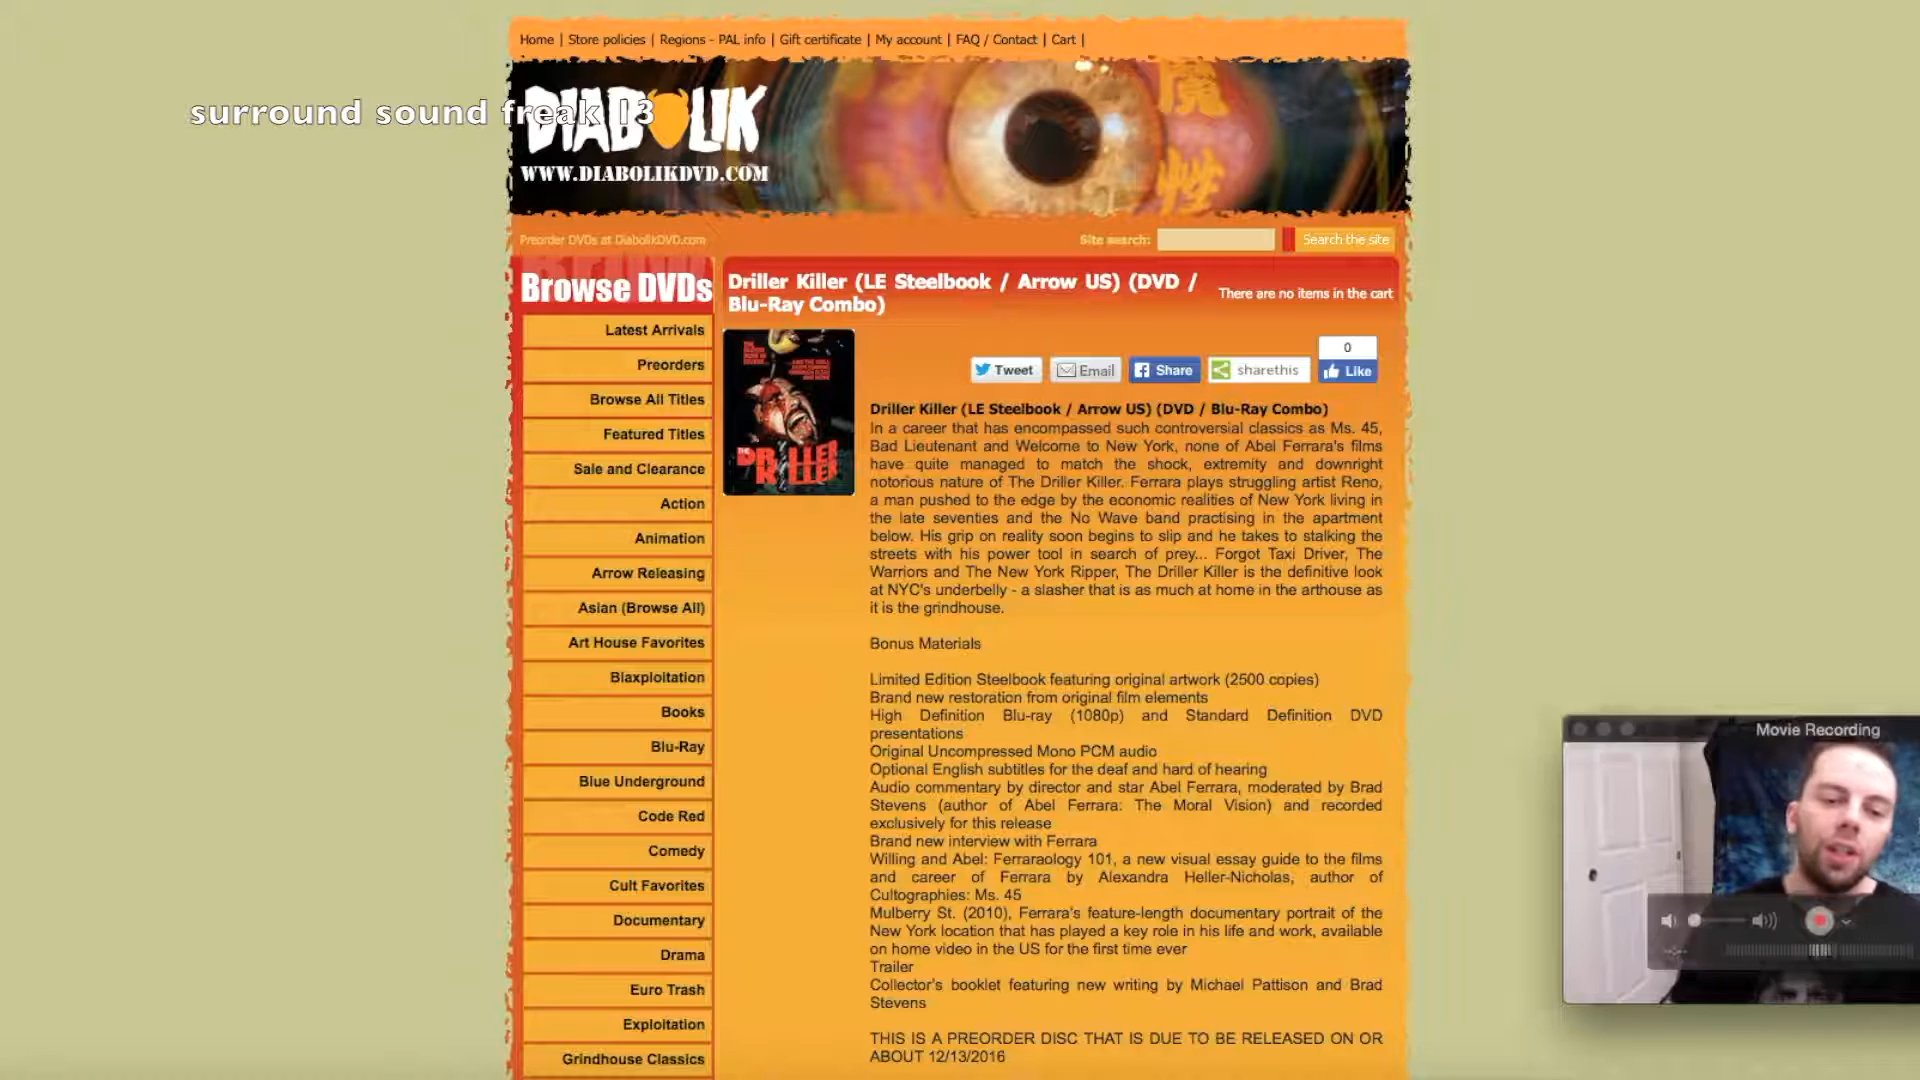 Home | Store policies | Regions - PAL info | Gift certificate | My account | FAQ / Contact | Cart |
surround sound freak 13
DIABOLIK
WWW.DIABOLIKDVD.COM
魔
性
Preorder DVDs at DiabolikDVD.com
Site search:
Search the site
Browse DVDs
Driller Killer (LE Steelbook / Arrow US) (DVD /
Blu-Ray Combo)
There are no items in the cart
Latest Arrivals
Preorders
Browse All Titles
Featured Titles
Sale and Clearance
Action
Animation
Arrow Releasing
Asian (Browse All)
Art House Favorites
Blaxploitation
Books
Blu-Ray
Blue Underground
Code Red
Comedy
Cult Favorites
Documentary
Drama
Euro Trash
Exploitation
Grindhouse Classics
THE
DRILLER
KILLER
0
Tweet
Email
Share
sharethis
Like
Driller Killer (LE Steelbook / Arrow US) (DVD / Blu-Ray Combo)
In a career that has encompassed such controversial classics as Ms. 45,
Bad Lieutenant and Welcome to New York, none of Abel Ferrara's films
have quite managed to match the shock, extremity and downright
notorious nature of The Driller Killer. Ferrara plays struggling artist Reno,
a man pushed to the edge by the economic realities of New York living in
the late seventies and the No Wave band practising in the apartment
below. His grip on reality soon begins to slip and he takes to stalking the
streets with his power tool in search of prey... Forgot Taxi Driver, The
Warriors and The New York Ripper, The Driller Killer is the definitive look
at NYC's underbelly - a slasher that is as much at home in the arthouse as
it is the grindhouse.
Bonus Materials
Limited Edition Steelbook featuring original artwork (2500 copies)
Brand new restoration from original film elements
High Definition Blu-ray (1080p) and Standard Definition DVD
presentations
Original Uncompressed Mono PCM audio
Optional English subtitles for the deaf and hard of hearing
Audio commentary by director and star Abel Ferrara, moderated by Brad
Stevens (author of Abel Ferrara: The Moral Vision) and recorded
exclusively for this release
Brand new interview with Ferrara
Willing and Abel: Ferraraology 101, a new visual essay guide to the films
and career of Ferrara by Alexandra Heller-Nicholas, author of
Cultographies: Ms. 45
Mulberry St. (2010), Ferrara's feature-length documentary portrait of the
New York location that has played a key role in his life and work, available
on home video in the US for the first time ever
Trailer
Collector's booklet featuring new writing by Michael Pattison and Brad
Stevens
THIS IS A PREORDER DISC THAT IS DUE TO BE RELEASED ON OR
ABOUT 12/13/2016
Movie Recording